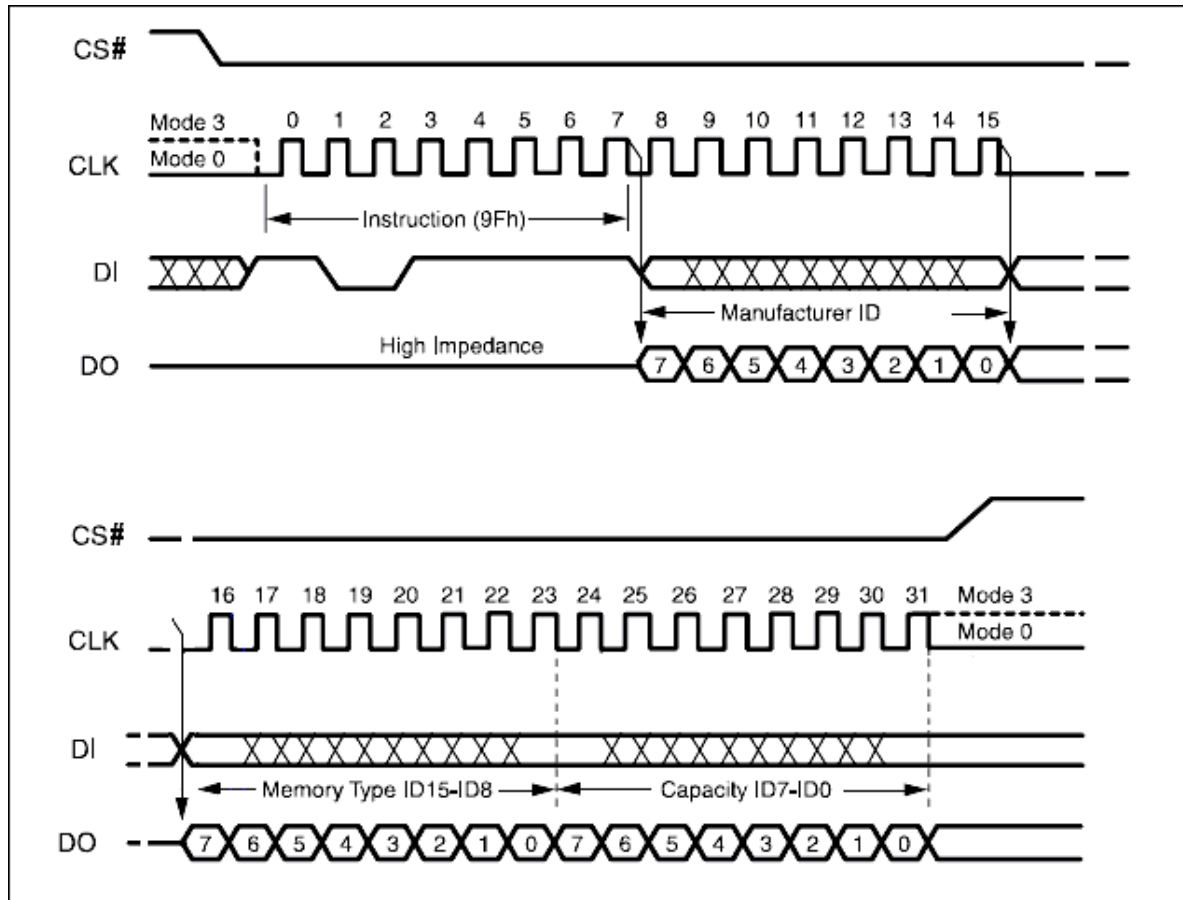 CS#
0 1 2 3 4 5 6 7 8 9 10 11 12 13 14 15
Mode 3
CLK Mode 0
Instruction (9Fh)
DI
Manufacturer ID
High Impedance
DO 7 6 5 4 3 2 1 0
CS#
16 17 18 19 20 21 22 23 24 25 26 27 28 29 30 31 Mode 3
CLK Mode 0
DI
Memory Type ID15-ID8 Capacity ID7-ID0
DO 7 6 5 4 3 2 1 0 7 6 5 4 3 2 1 0